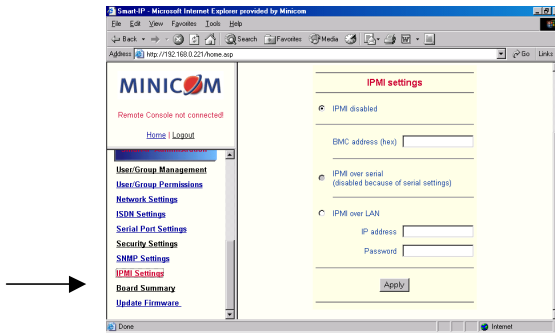 Smart-IP - Microsoft Internet Explorer provided by Minicom
File Edit View Favorites Tools Help
Back Search Favorites Media
Address http://192.168.0.221/home.asp Go Links
MINICOM
Remote Console not connected!
Home | Logout
User/Group Management
User/Group Permissions
Network Settings
ISDN Settings
Serial Port Settings
Security Settings
SNMP Settings
IPMI Settings
Board Summary
Update Firmware
IPMI settings
IPMI disabled
BMC address (hex)
IPMI over serial
(disabled because of serial settings)
IPMI over LAN
IP address
Password
Apply
Done Internet